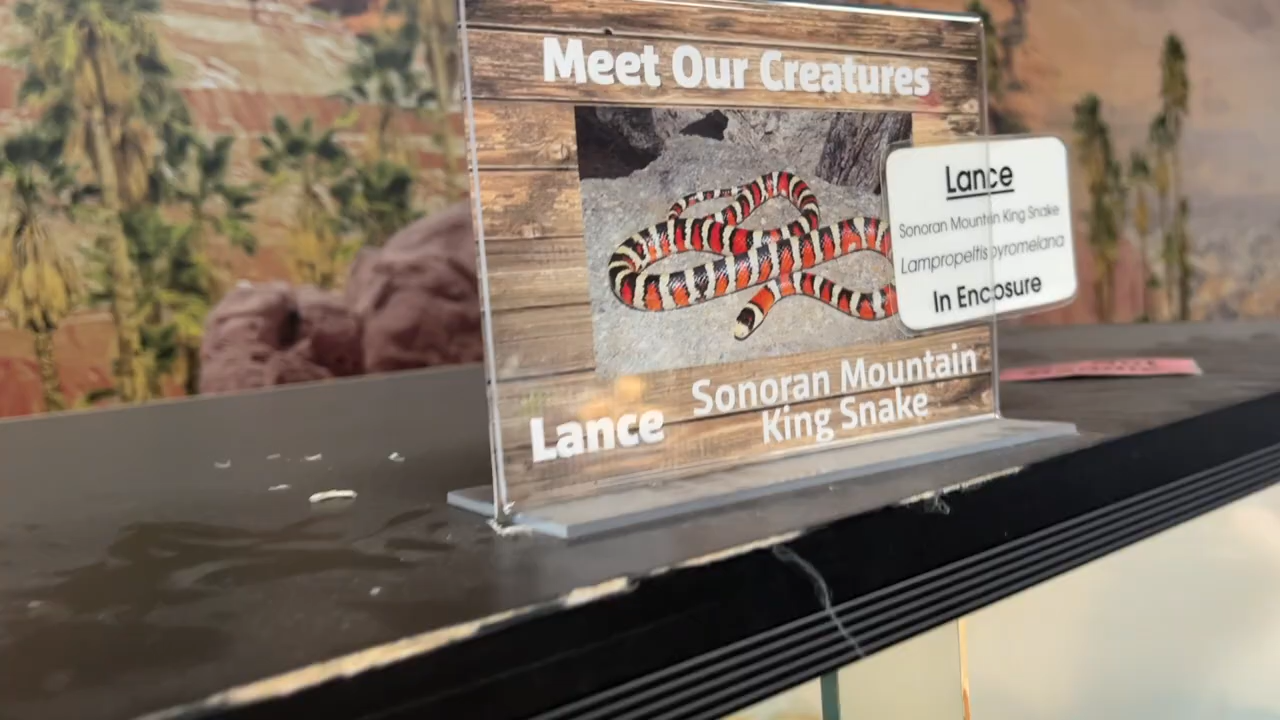 Meet Our Creatures
Lance
Sonoran Mountain King Snake
Lampropeltis pyromelana
In Encosure
Sonoran Mountain
King Snake
Lance